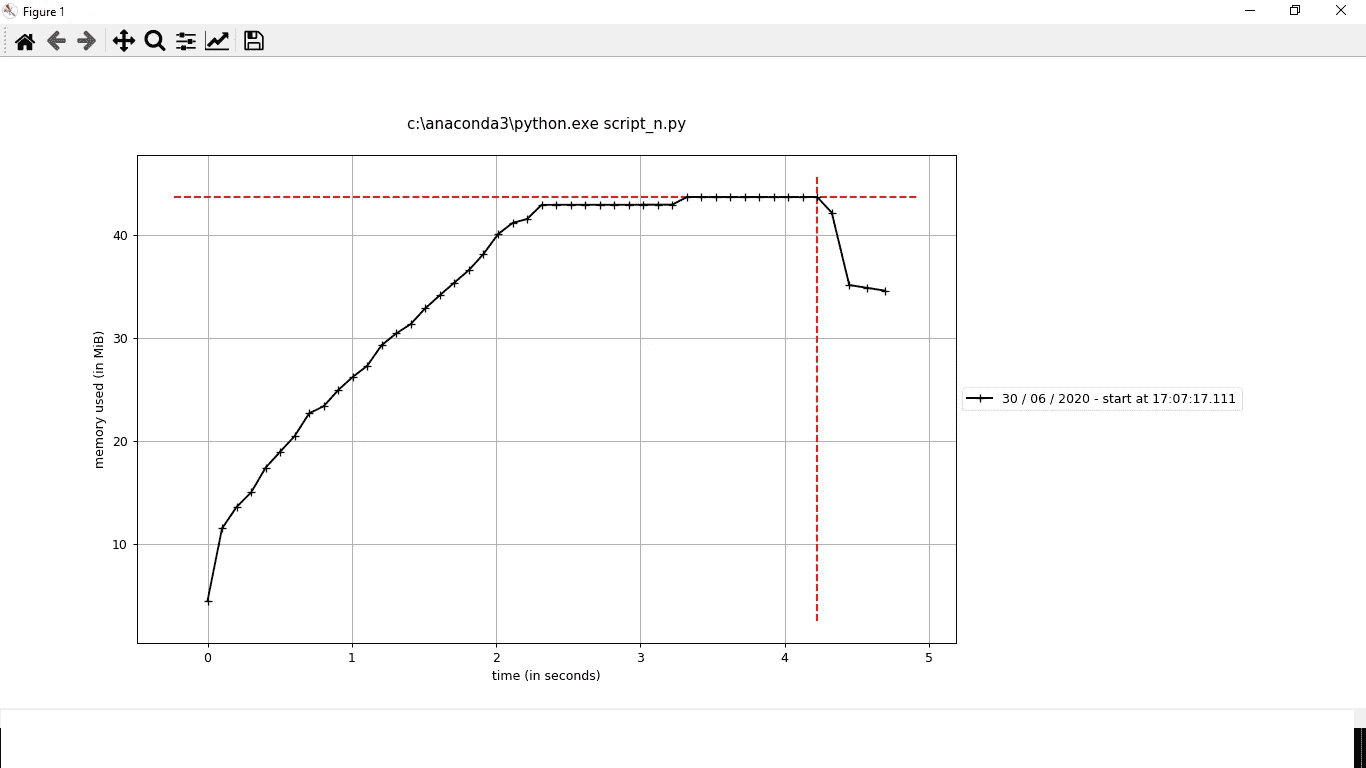 Figure 1
c:\anaconda3\python.exe script_n.py
memory used (in MiB)
40
30
20
10
0 1 2 3 4 5
time (in seconds)
30 / 06 / 2020 - start at 17:07:17.111